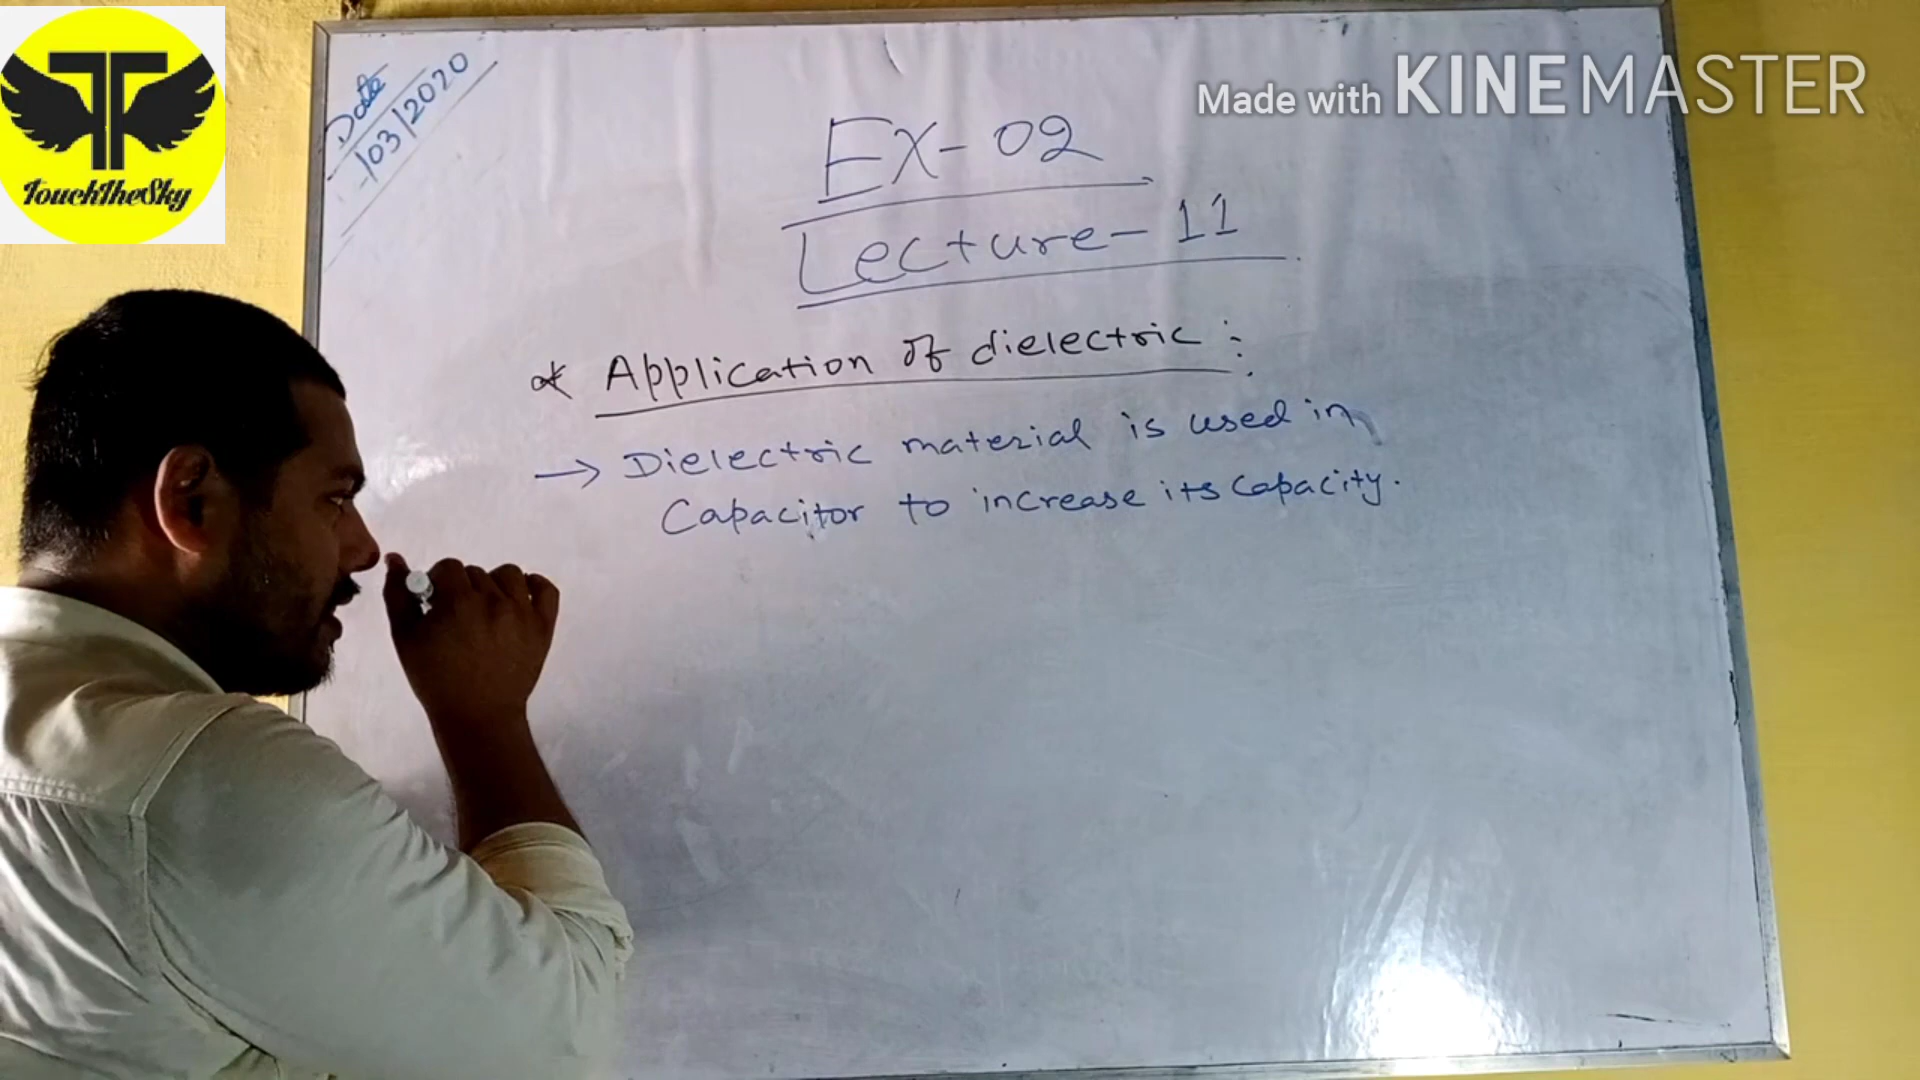 TouchTheSky
Made with KINEMASTER
Date
-/03/2020
EX-02
Lecture-11
* Application of dielectric :-
→ Dielectric material is used in
Capacitor to increase its capacity.